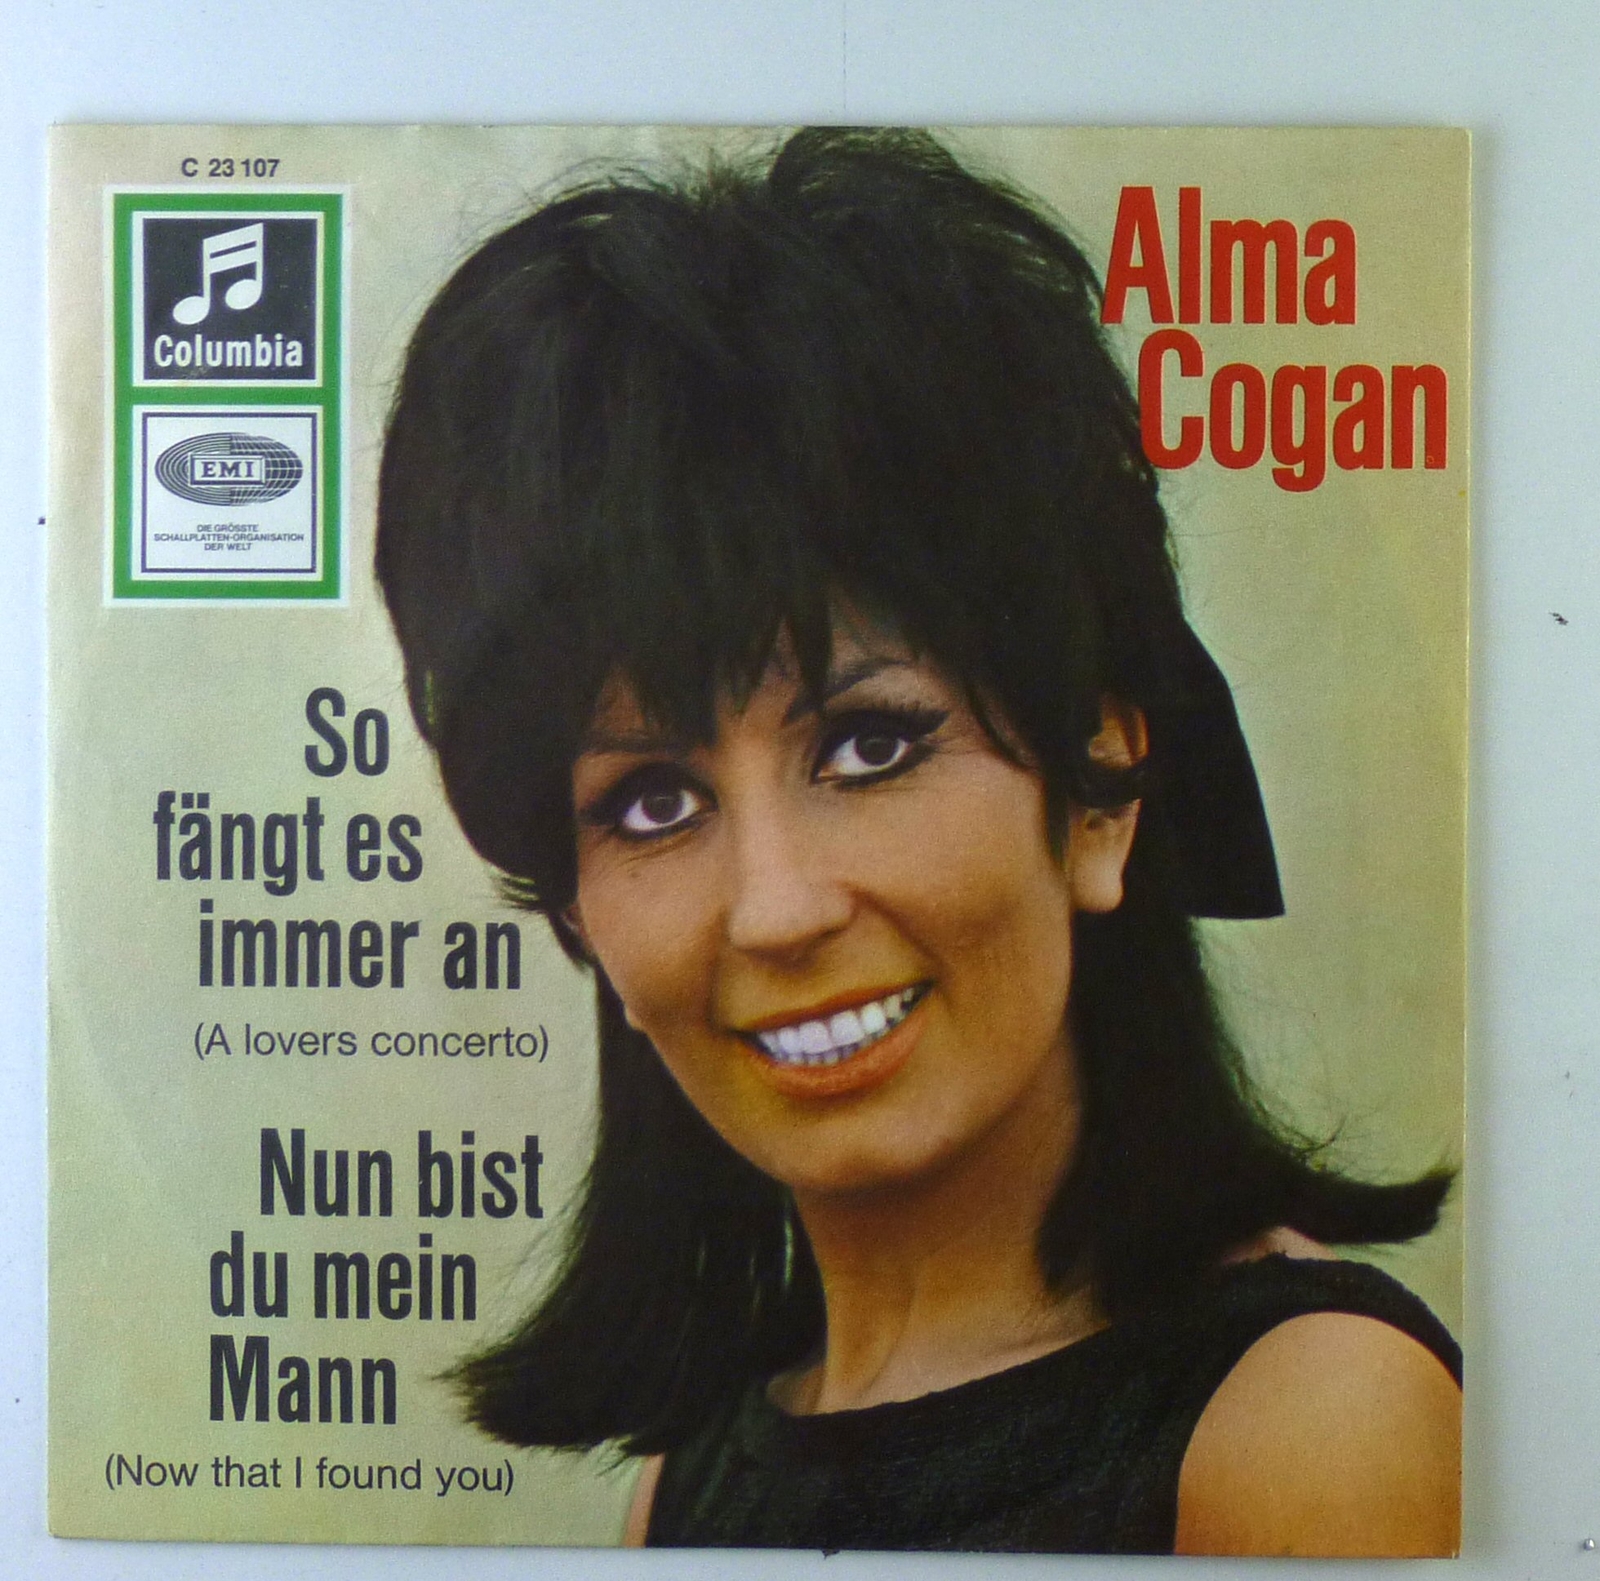 C 23 107
Columbia
EMI
DIE GRÖSSTE
SCHALLPLATTEN-ORGANISATION
DER WELT
Alma
Cogan
So
fängt es
immer an
(A lovers concerto)
Nun bist
du mein
Mann
(Now that I found you)